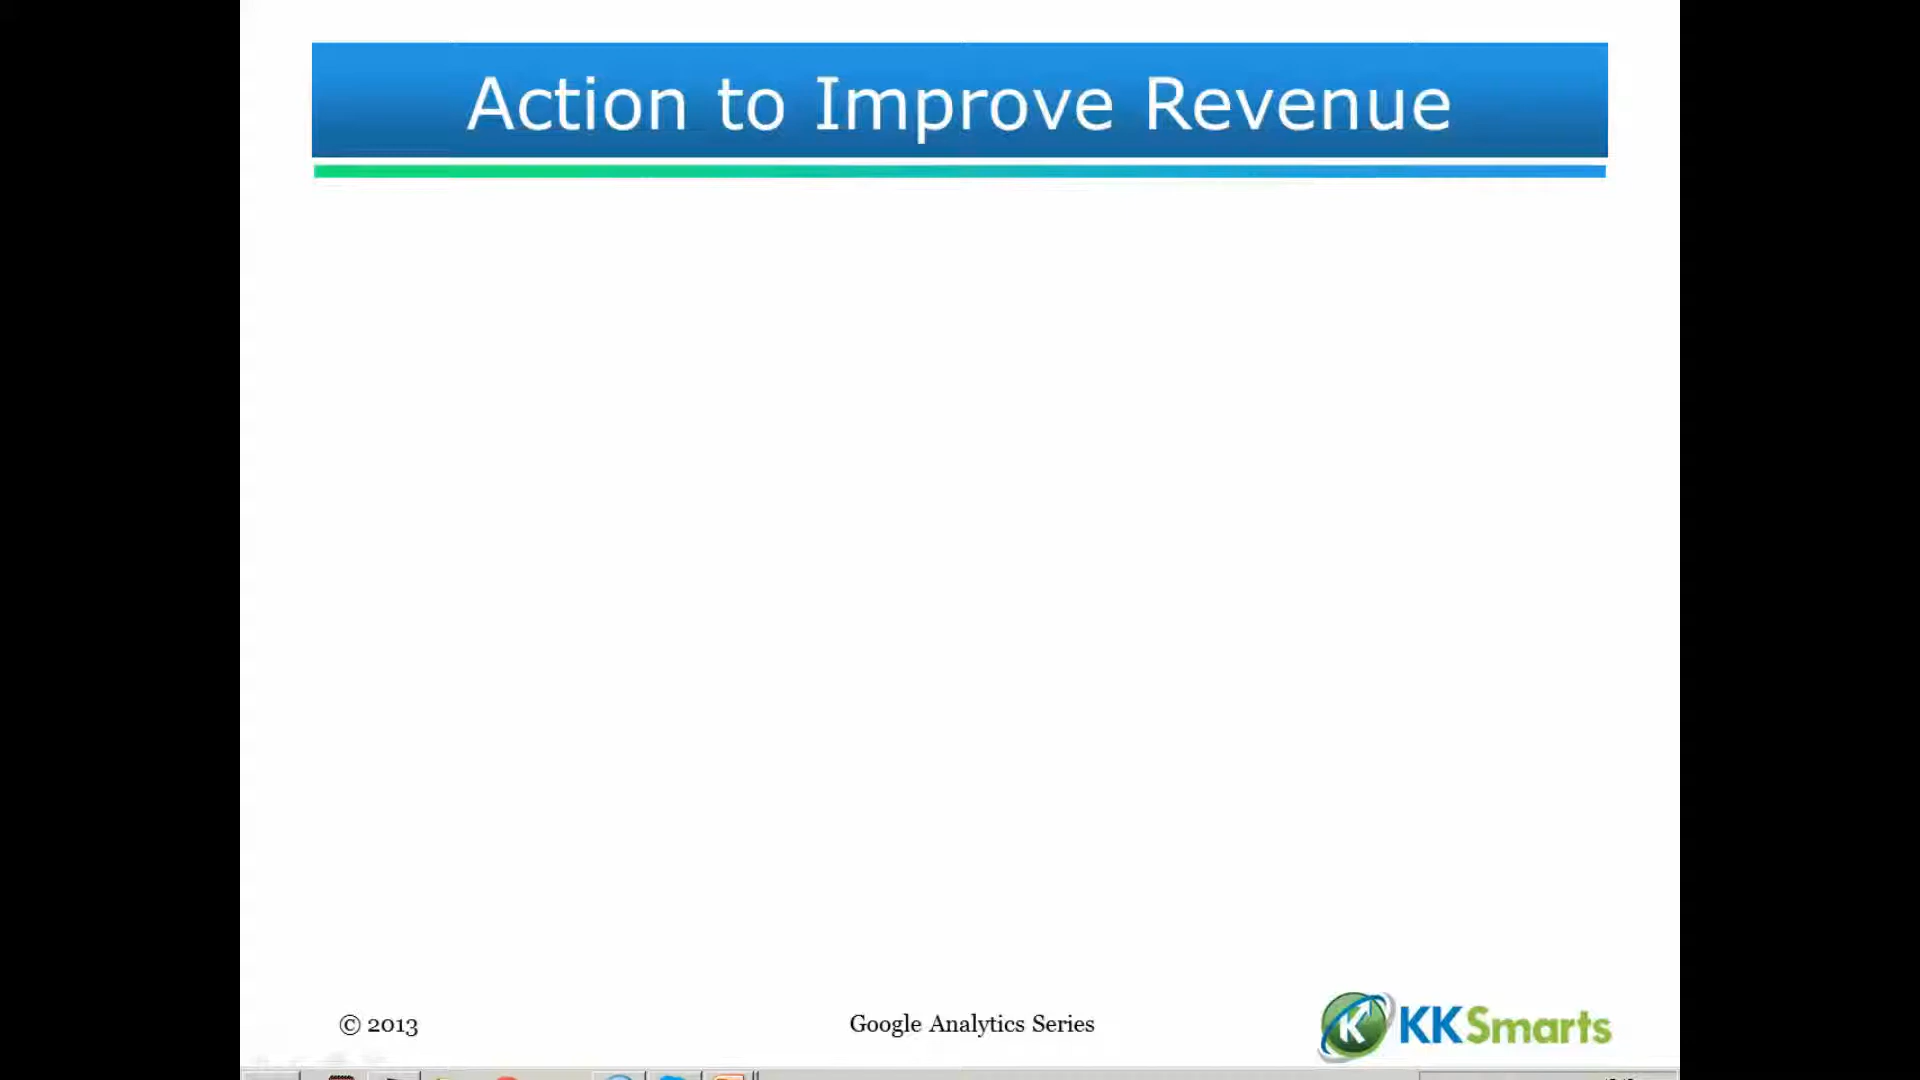 Action to Improve Revenue
© 2013
Google Analytics Series
K KKSmarts